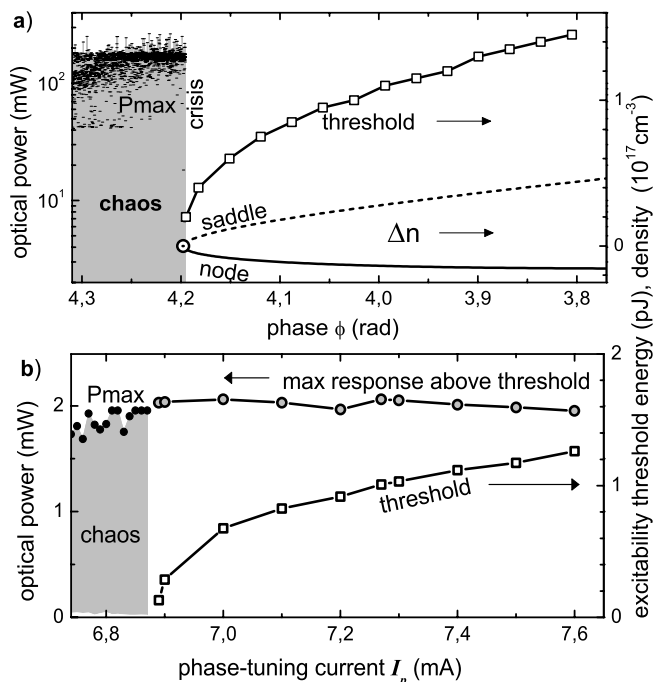 a)
optical power (mW)
10²
10¹
Pmax
crisis
chaos
threshold
saddle
Δn
node
1
-3
0
4,3 4,2 4,1 4,0 3,9 3,8
phase ϕ (rad)
excitability threshold energy (pJ), density (10¹⁷cm⁻³)
b)
optical power (mW)
2
1
0
Pmax
max response above threshold
threshold
chaos
2
1
0
6,8 7,0 7,2 7,4 7,6
phase-tuning current Iₚ (mA)